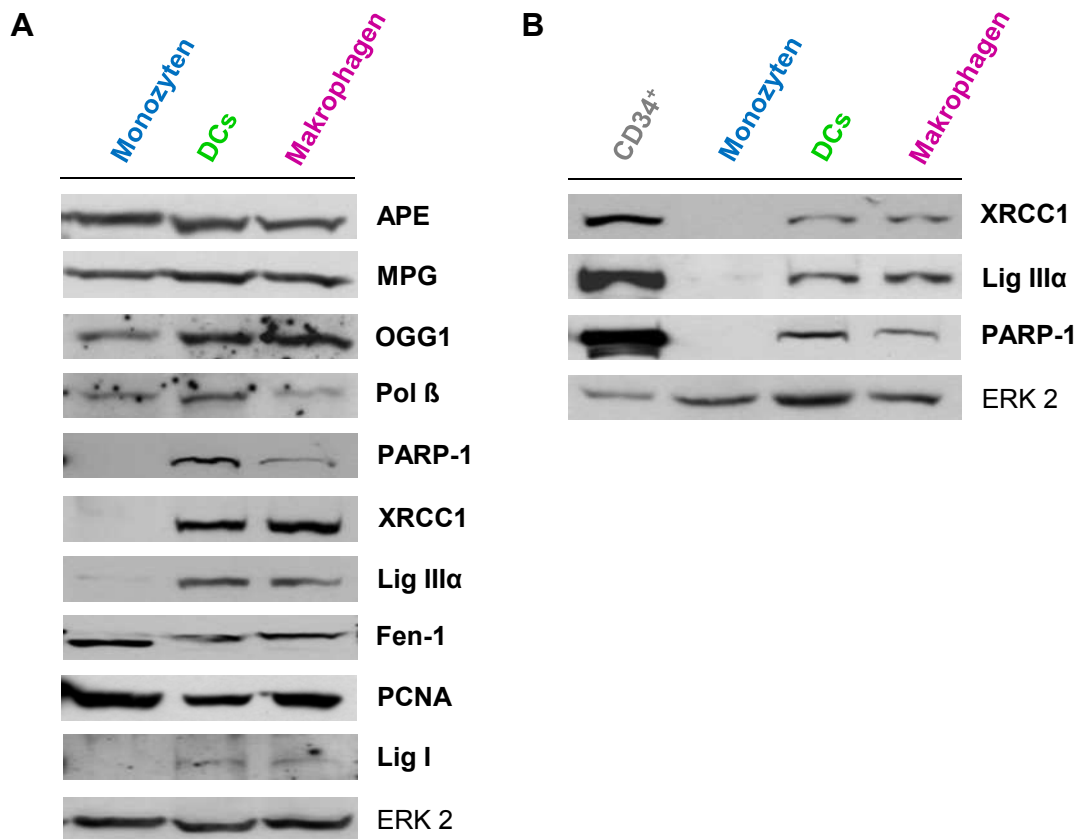 A
Monozyten
DCs
Makrophagen
APE
MPG
OGG1
Pol ß
PARP-1
XRCC1
Lig IIIα
Fen-1
PCNA
Lig I
ERK 2
B
CD34⁺
Monozyten
DCs
Makrophagen
XRCC1
Lig IIIα
PARP-1
ERK 2